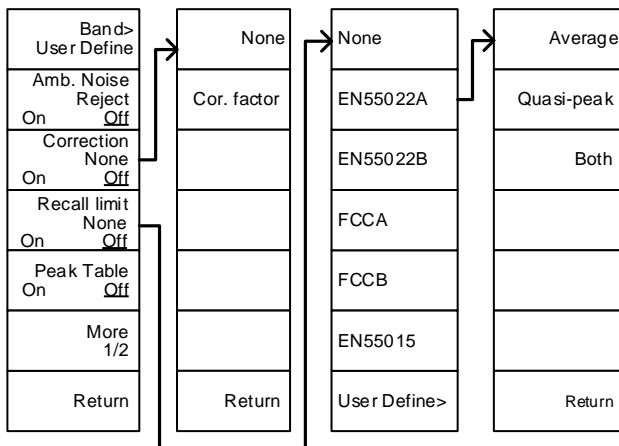 Band>
User Define
Amb. Noise
Reject
On Off
Correction
None
On Off
Recall limit
None
On Off
Peak Table
On Off
More
1/2
Return
None
Cor. factor
Return
None
EN55022A
EN55022B
FCCA
FCCB
EN55015
User Define>
Average
Quasi-peak
Both
Return